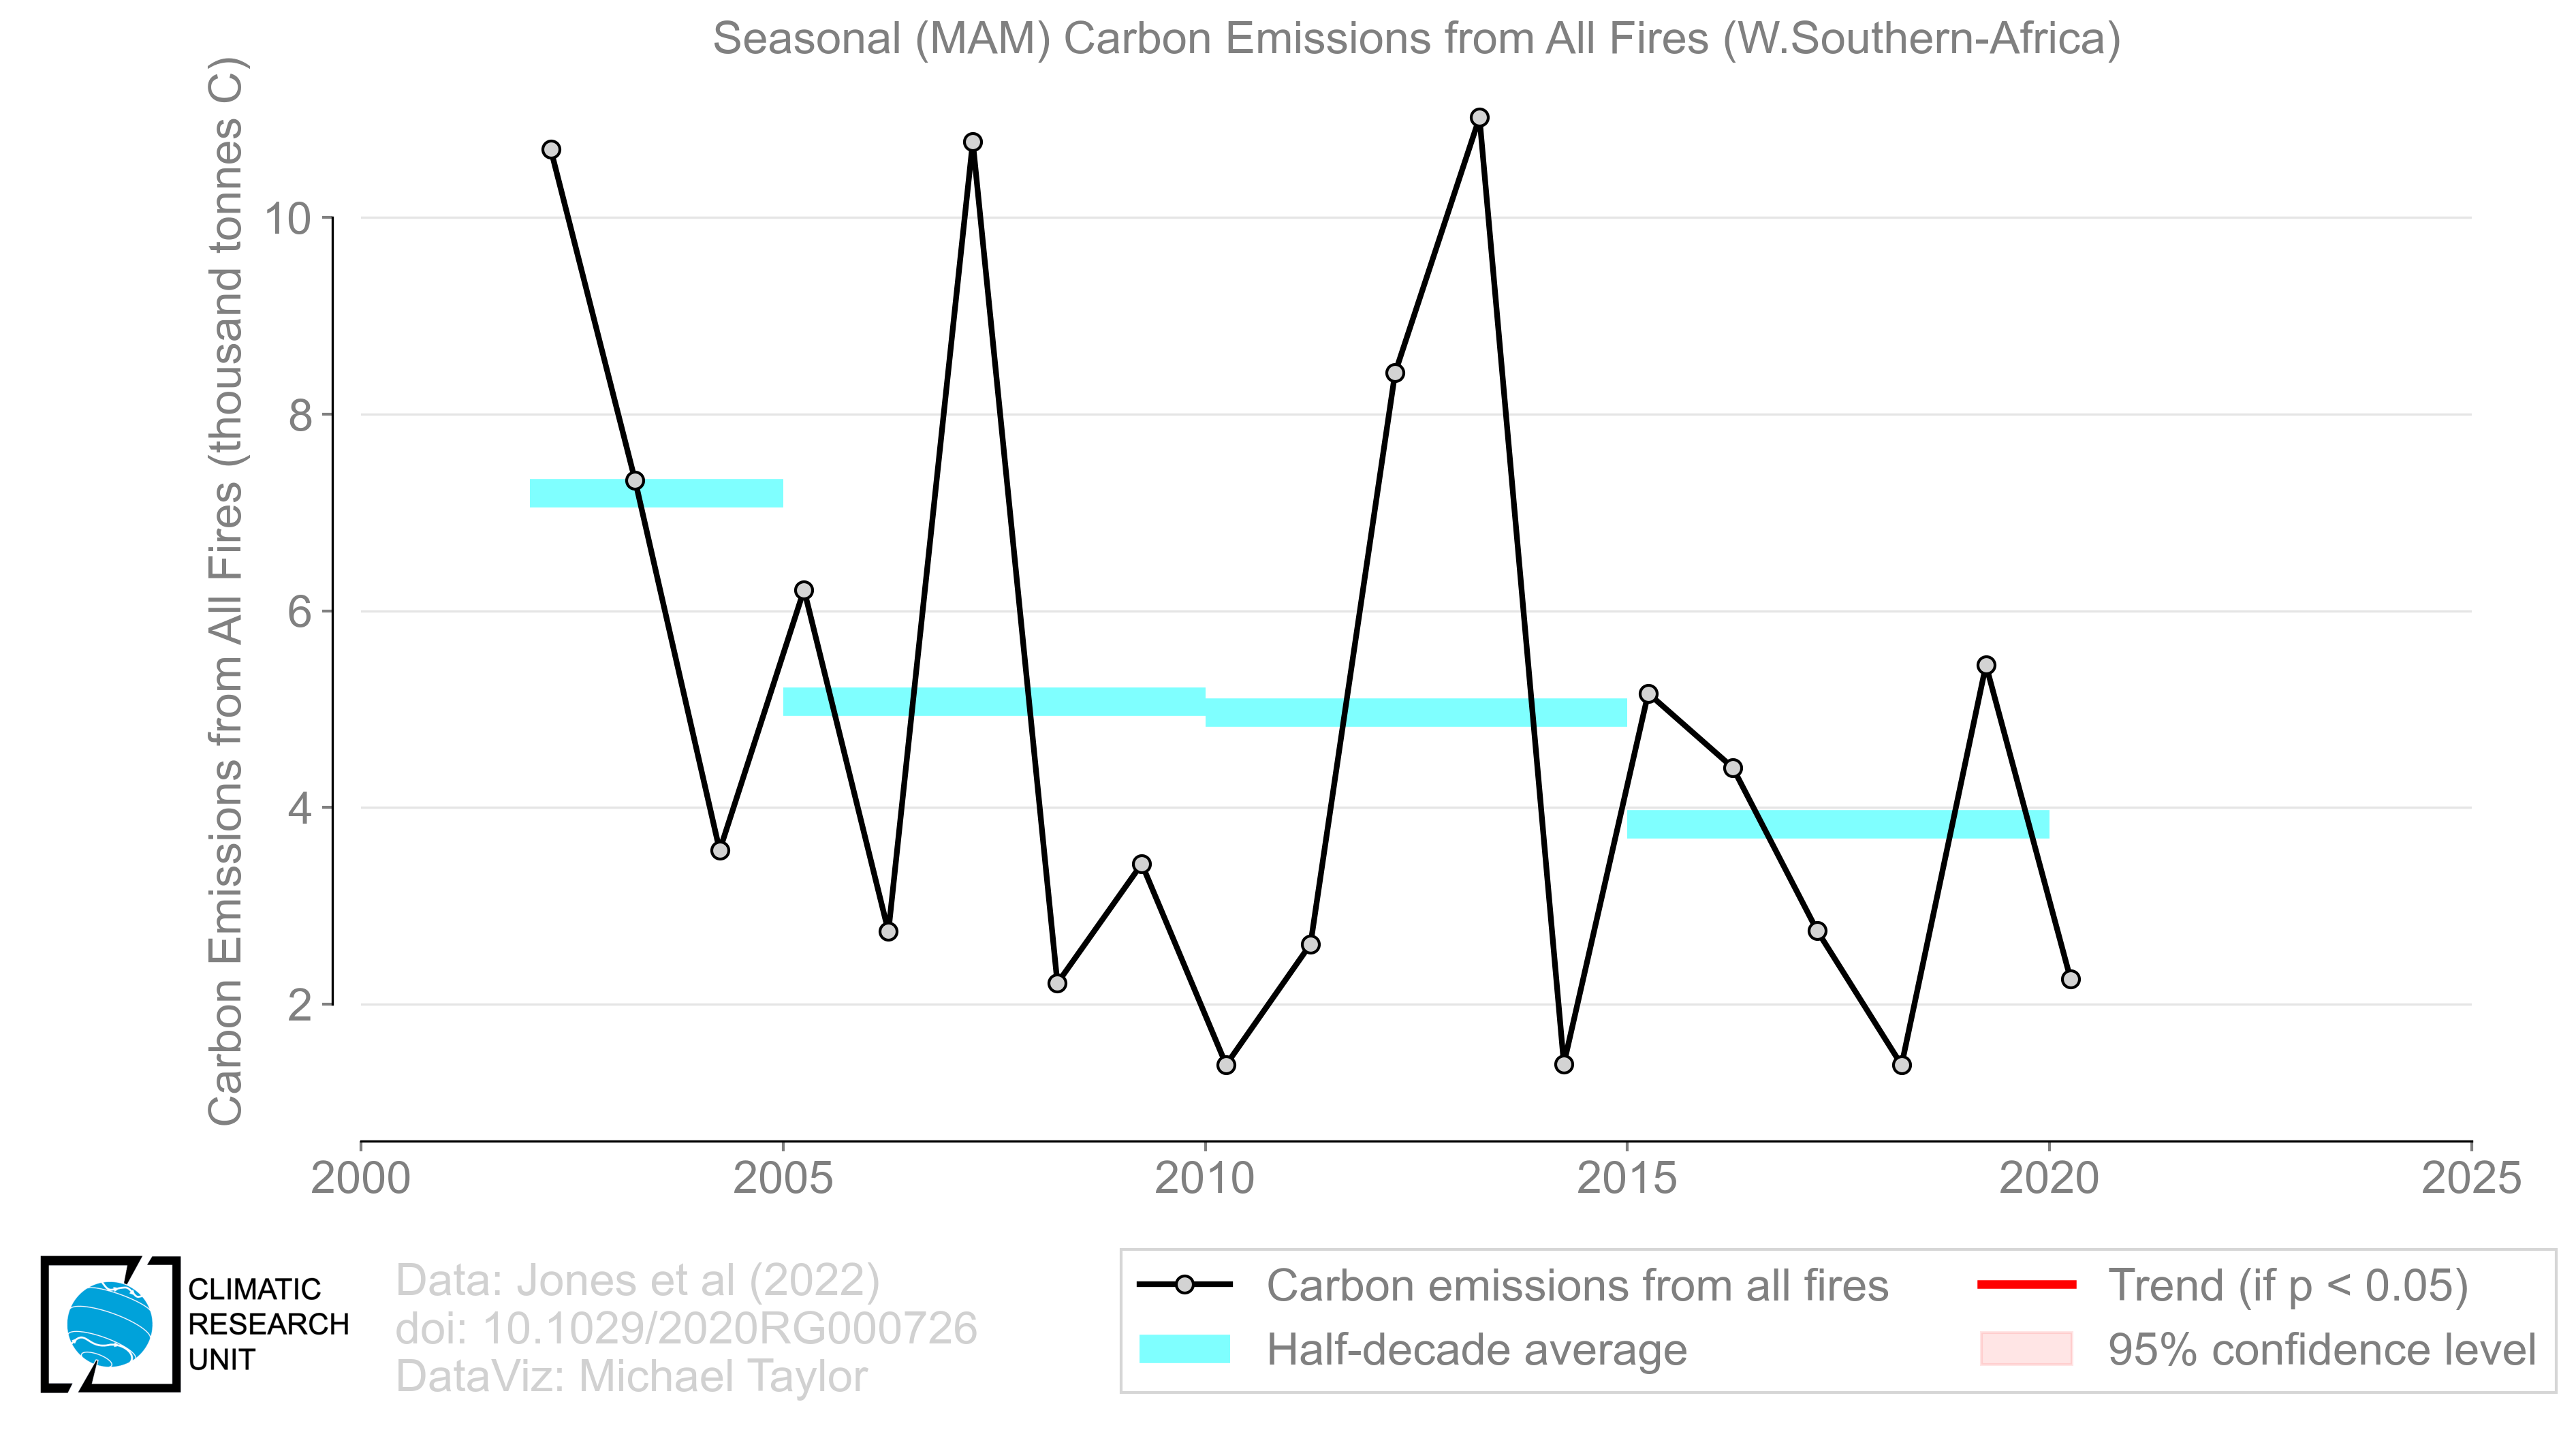 Seasonal (MAM) Carbon Emissions from All Fires (W.Southern-Africa)
Carbon Emissions from All Fires (thousand tonnes C)
10
8
6
4
2
2000 2005 2010 2015 2020 2025
CLIMATIC
RESEARCH
UNIT
Data: Jones et al (2022)
doi: 10.1029/2020RG000726
DataViz: Michael Taylor
Carbon emissions from all fires
Half-decade average
Trend (if p < 0.05)
95% confidence level